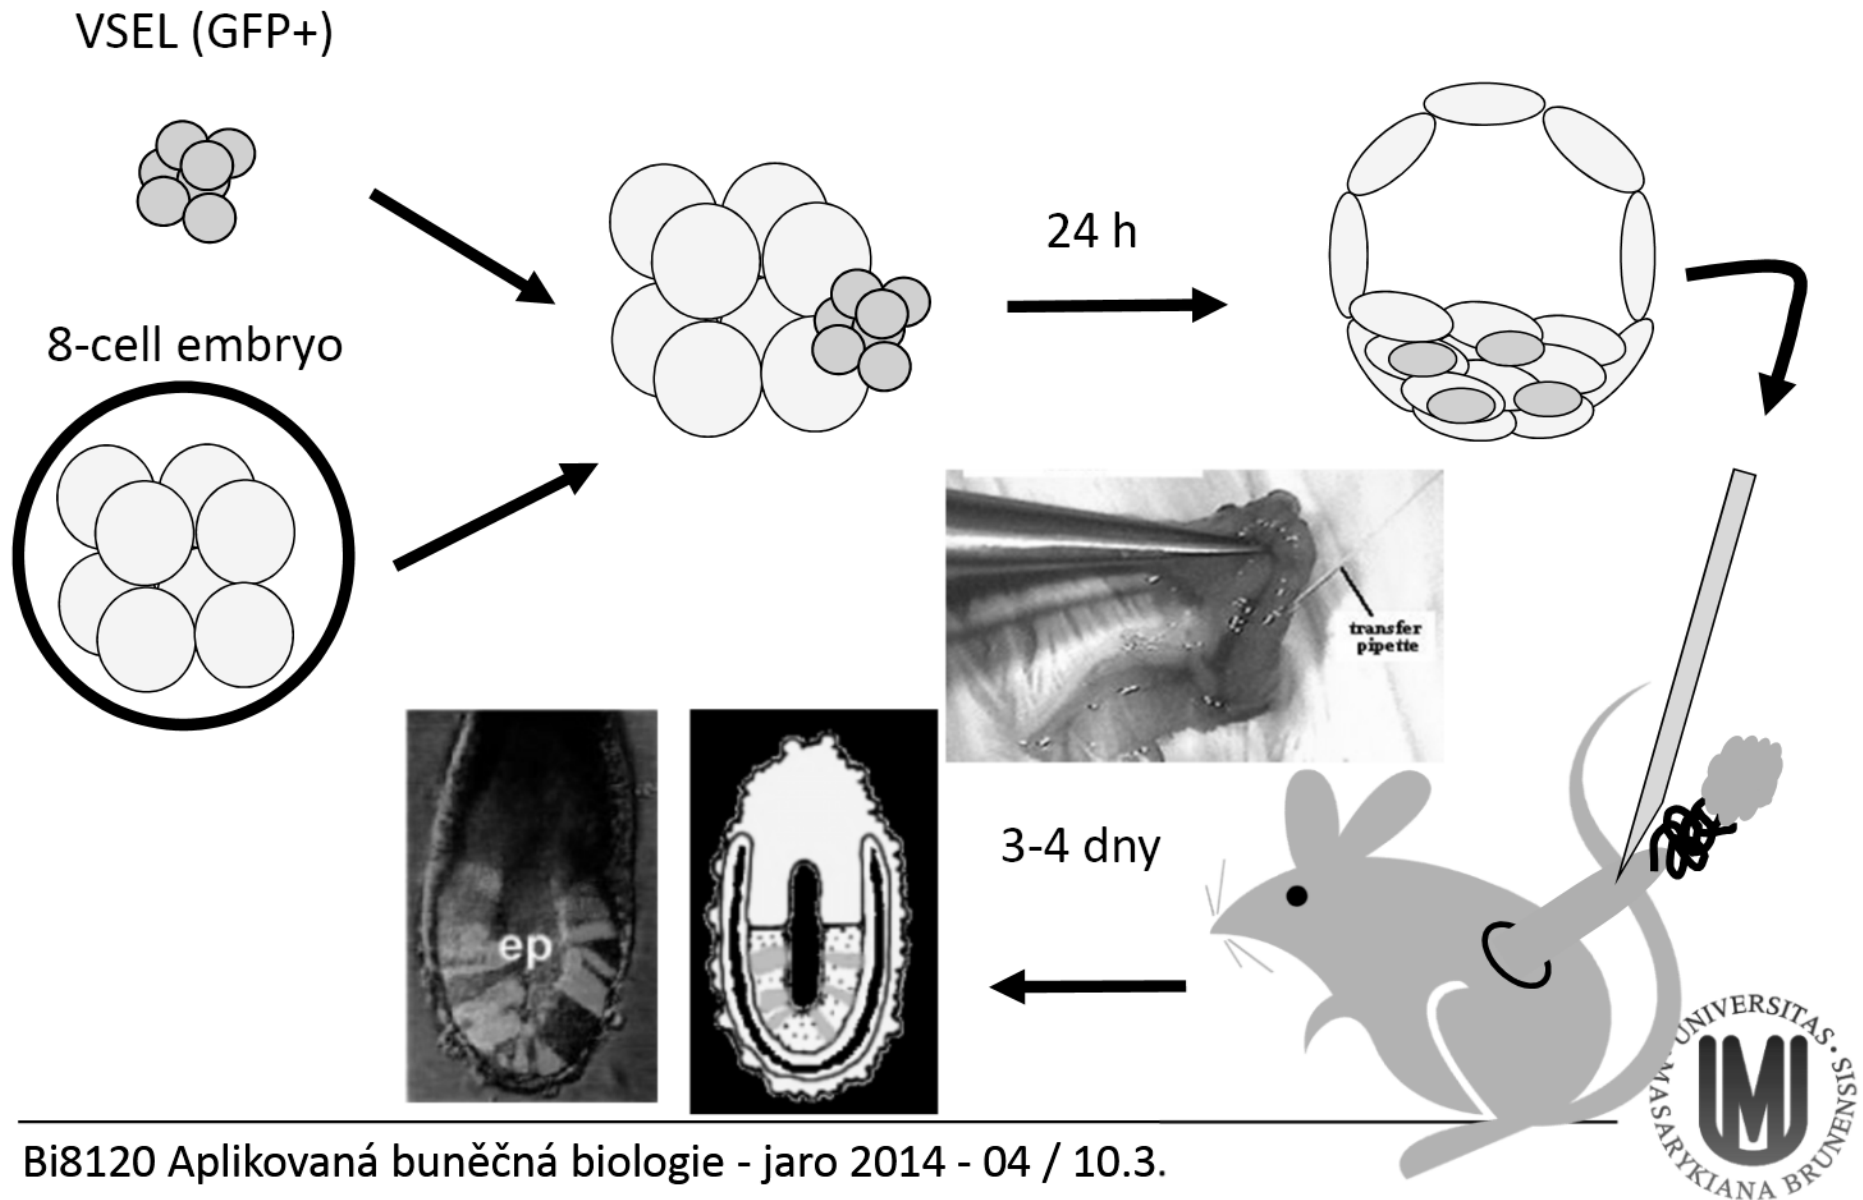 VSEL (GFP+)
8-cell embryo
24 h
transfer
pipette
3-4 dny
ep
Bi8120 Aplikovaná buněčná biologie - jaro 2014 - 04 / 10.3.
UNIVERSITAS · MASARYKIANA BRUNENSIS